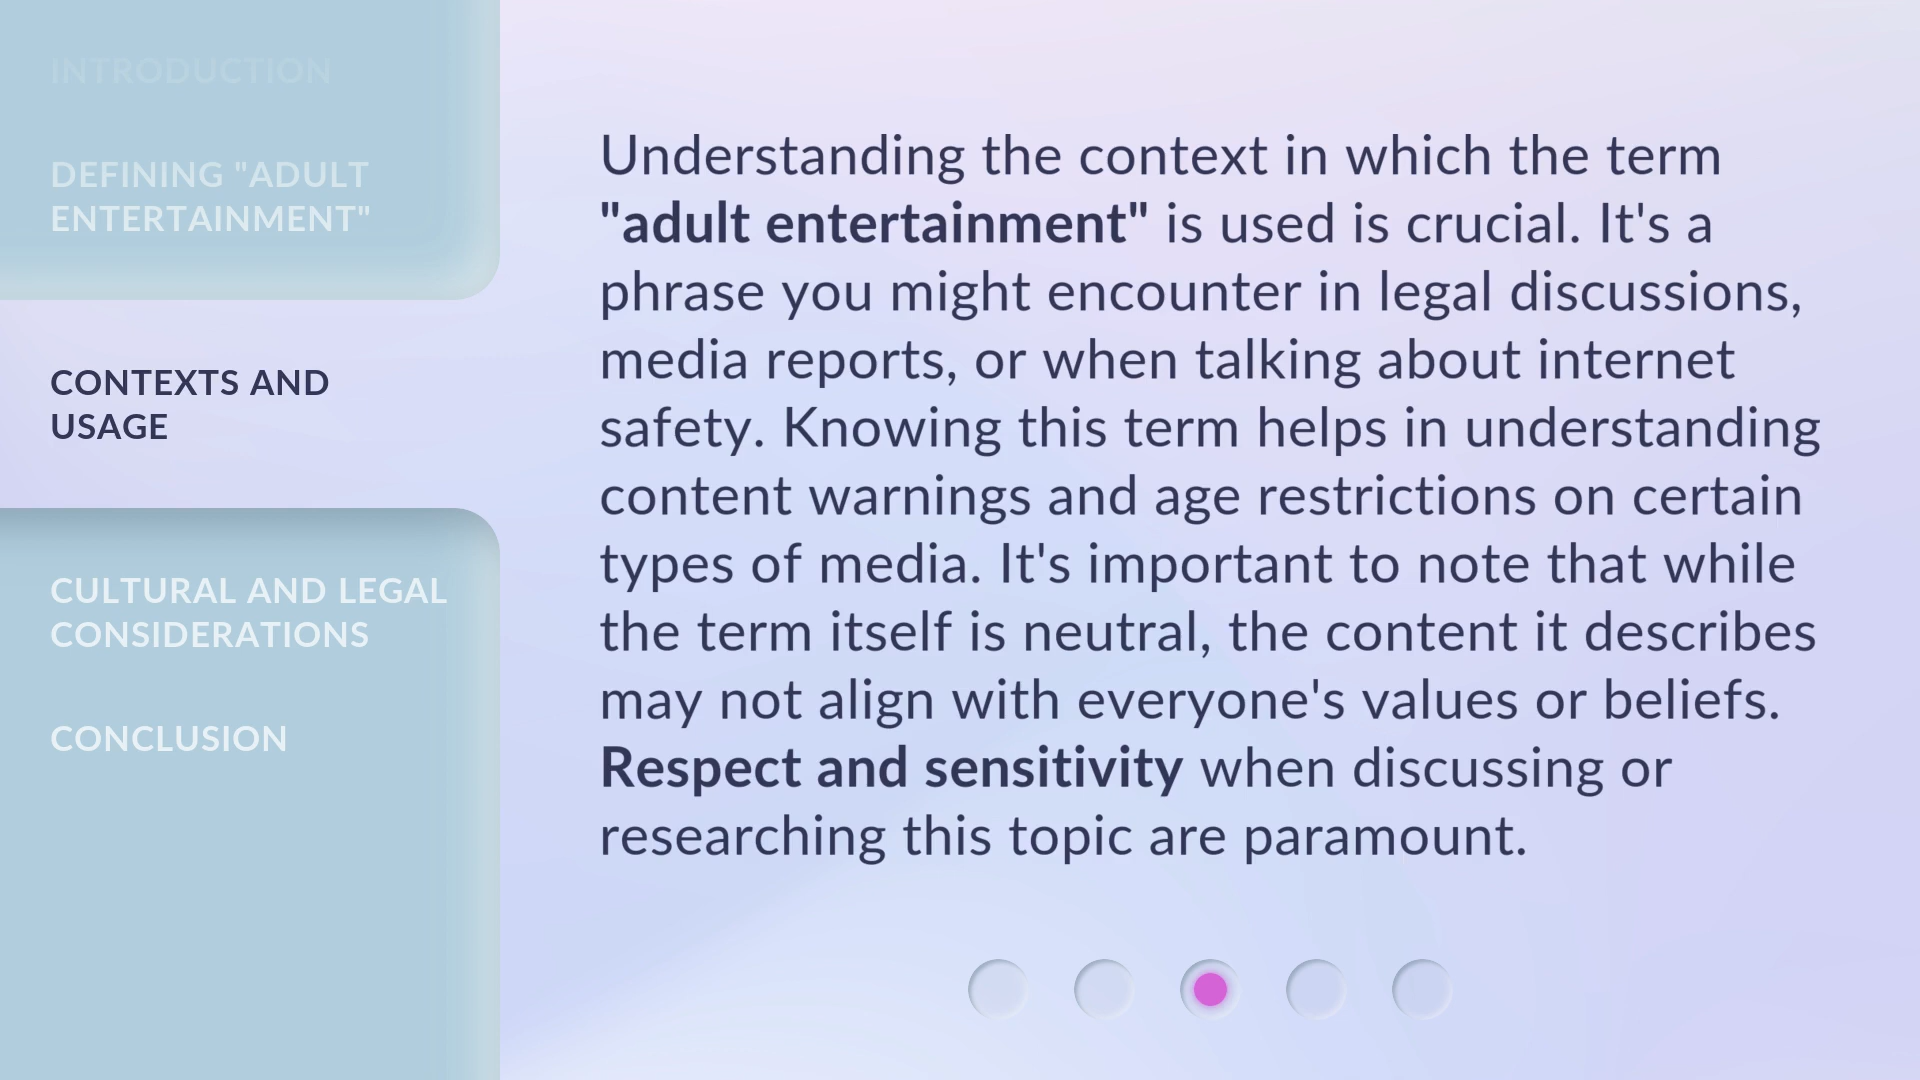 INTRODUCTION
DEFINING "ADULT
ENTERTAINMENT"
CONTEXTS AND
USAGE
CULTURAL AND LEGAL
CONSIDERATIONS
CONCLUSION
Understanding the context in which the term
"adult entertainment" is used is crucial. It's a
phrase you might encounter in legal discussions,
media reports, or when talking about internet
safety. Knowing this term helps in understanding
content warnings and age restrictions on certain
types of media. It's important to note that while
the term itself is neutral, the content it describes
may not align with everyone's values or beliefs.
Respect and sensitivity when discussing or
researching this topic are paramount.